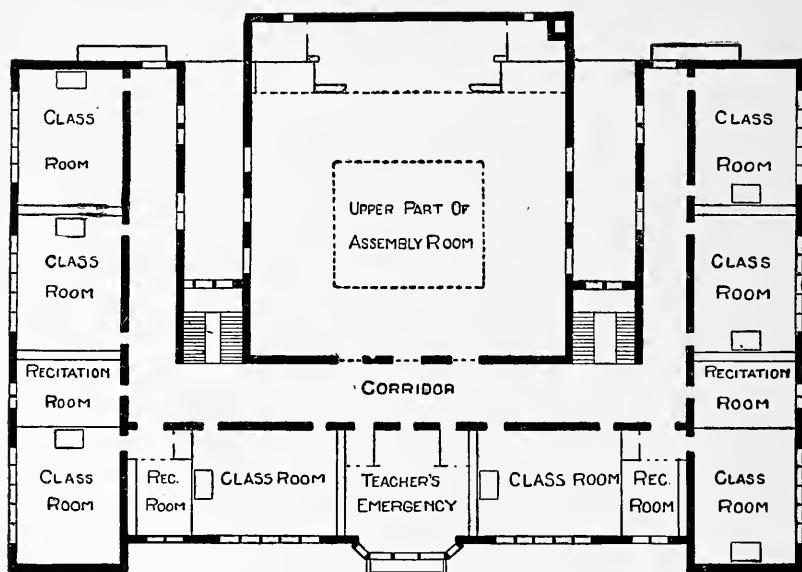 CLASS
ROOM
CLASS
ROOM
UPPER PART OF
ASSEMBLY ROOM
CLASS
ROOM
CLASS
ROOM
RECITATION
ROOM
CORRIDOR
RECITATION
ROOM
CLASS
ROOM
REC.
ROOM
CLASS ROOM
TEACHER'S
EMERGENCY
CLASS ROOM
REC.
ROOM
CLASS
ROOM